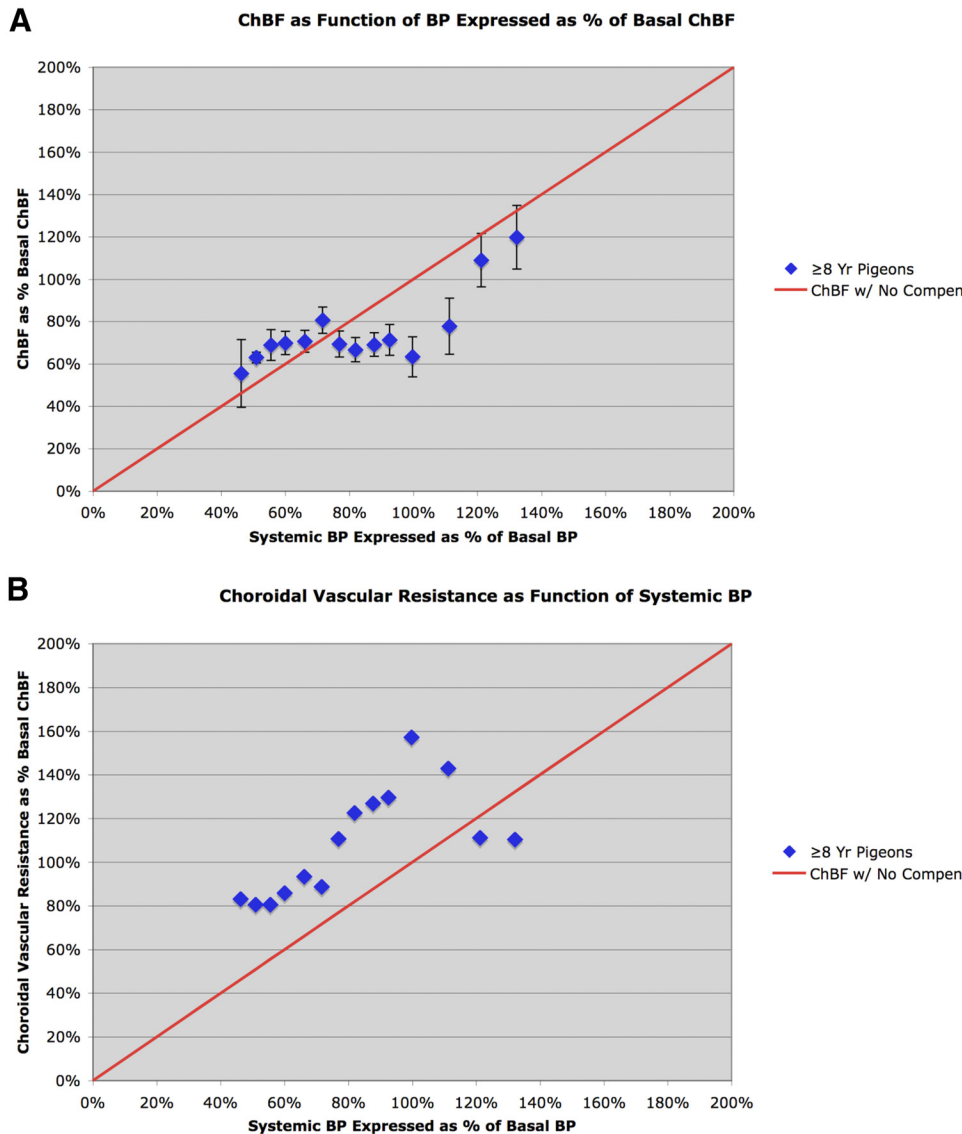 A
ChBF as Function of BP Expressed as % of Basal ChBF
200%
180%
160%
140%
120%
100%
80%
60%
40%
20%
0%
ChBF as % Basal ChBF
0% 20% 40% 60% 80% 100% 120% 140% 160% 180% 200%
Systemic BP Expressed as % of Basal BP
≥8 Yr Pigeons
ChBF w/ No Compen
B
Choroidal Vascular Resistance as Function of Systemic BP
200%
180%
160%
140%
120%
100%
80%
60%
40%
20%
0%
Choroidal Vascular Resistance as % Basal ChBF
0% 20% 40% 60% 80% 100% 120% 140% 160% 180% 200%
Systemic BP Expressed as % of Basal BP
≥8 Yr Pigeons
ChBF w/ No Compen